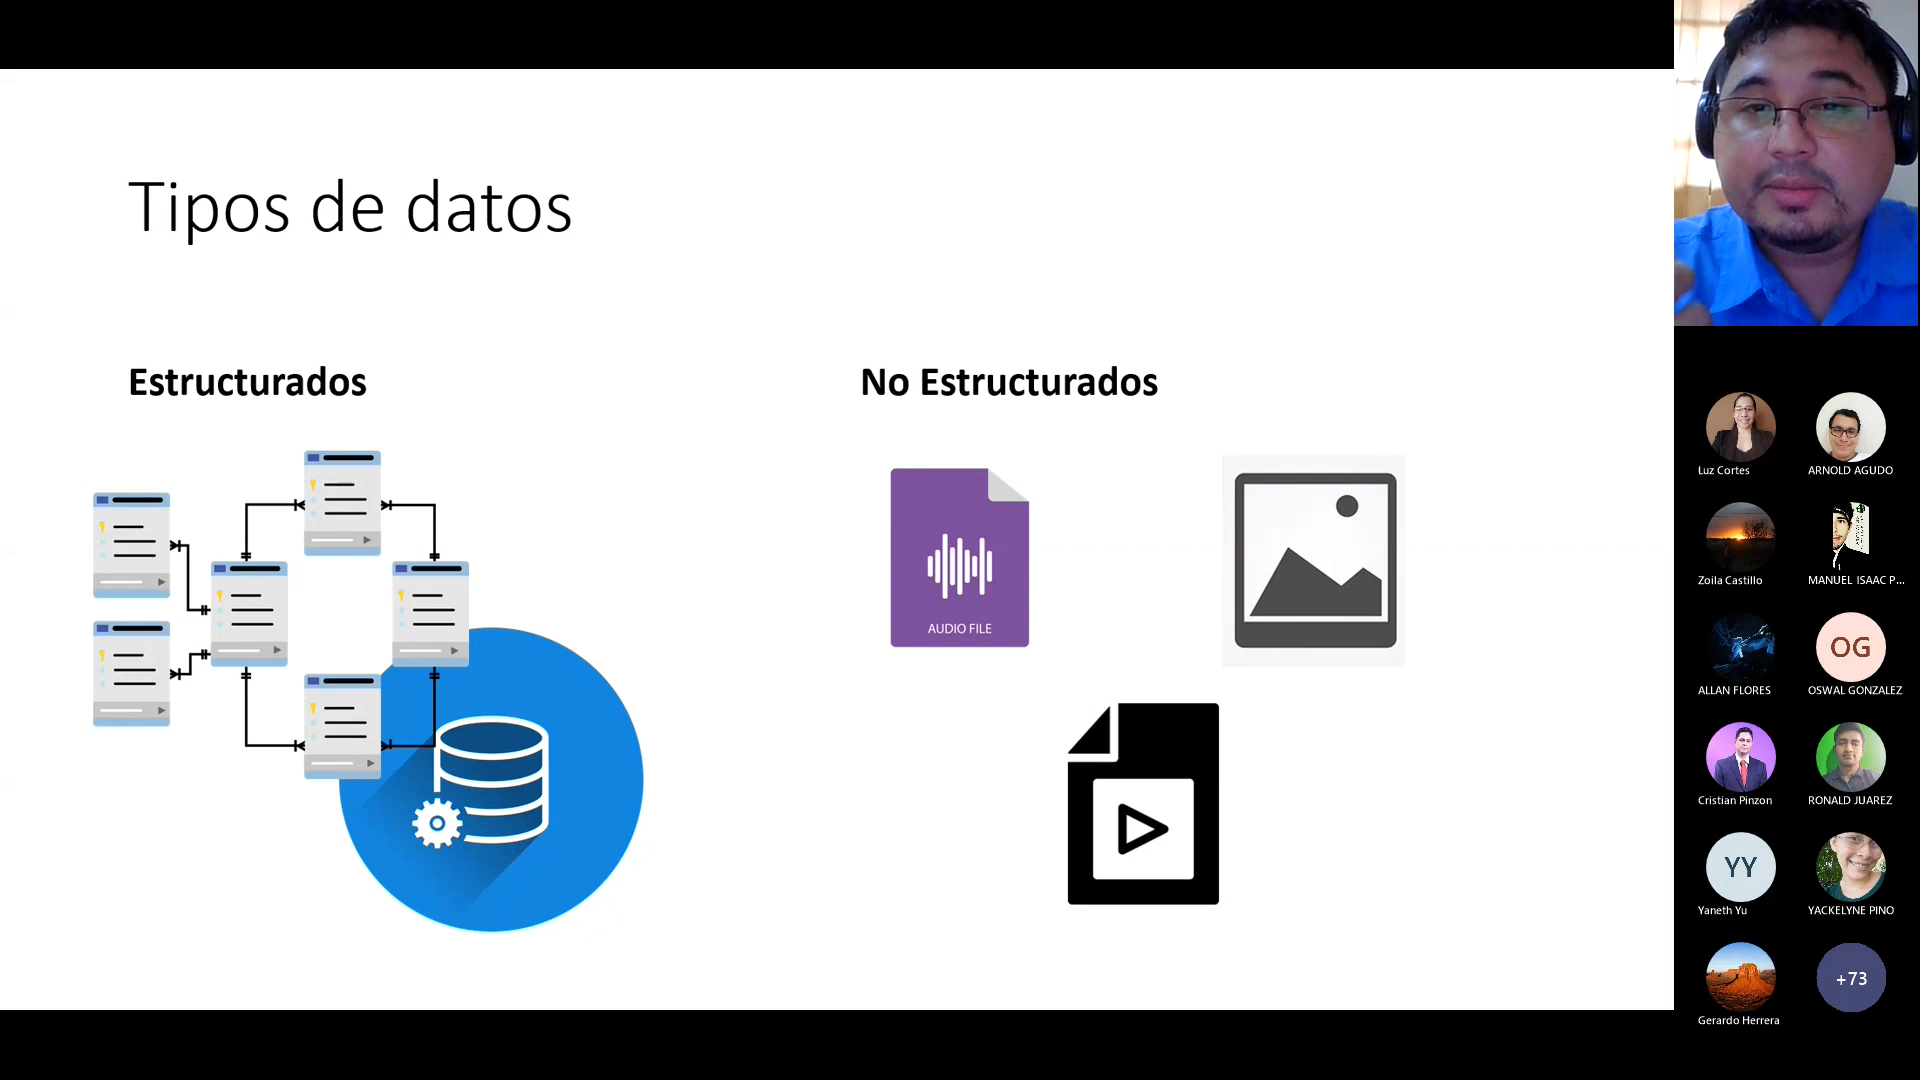 Tipos de datos
Estructurados
No Estructurados
AUDIO FILE
Luz Cortes
ARNOLD AGUDO
Zoila Castillo
MANUEL ISAAC P...
ALLAN FLORES
OG
OSWAL GONZALEZ
Cristian Pinzon
RONALD JUAREZ
YY
Yaneth Yu
YACKELYNE PINO
Gerardo Herrera
+73